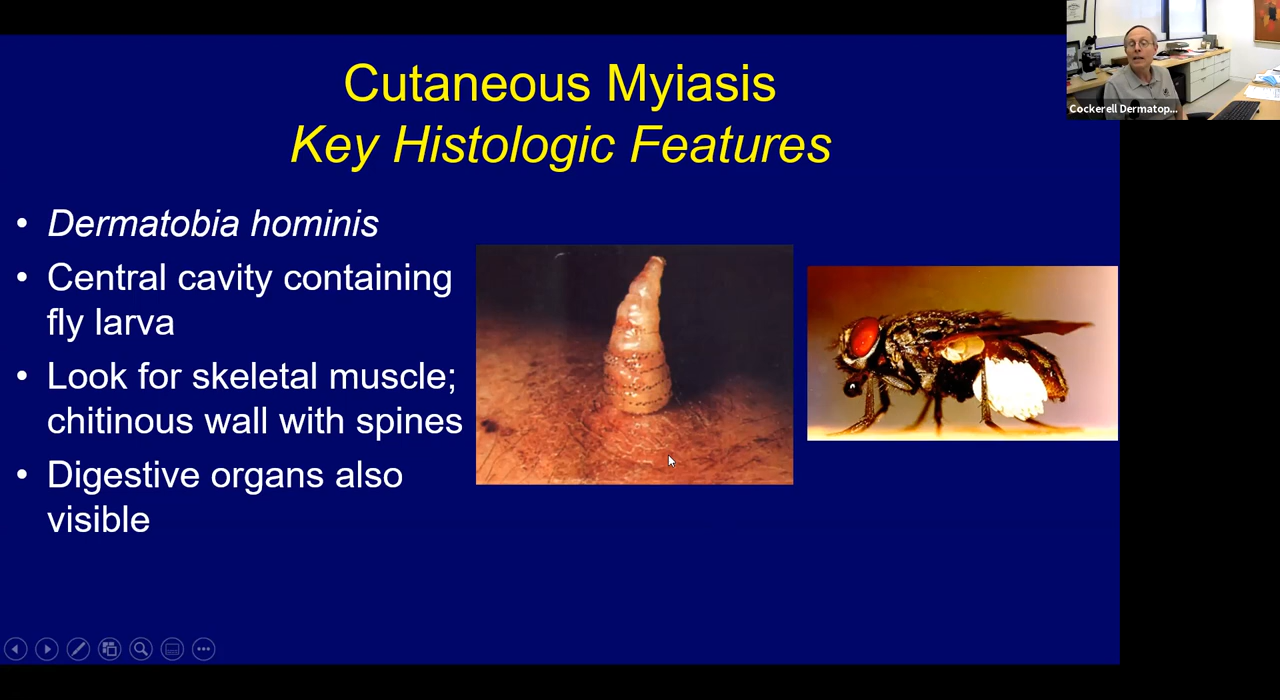 Cutaneous Myiasis
Key Histologic Features
• Dermatobia hominis
• Central cavity containing
fly larva
• Look for skeletal muscle;
chitinous wall with spines
• Digestive organs also
visible
Cockerell Dermatop...